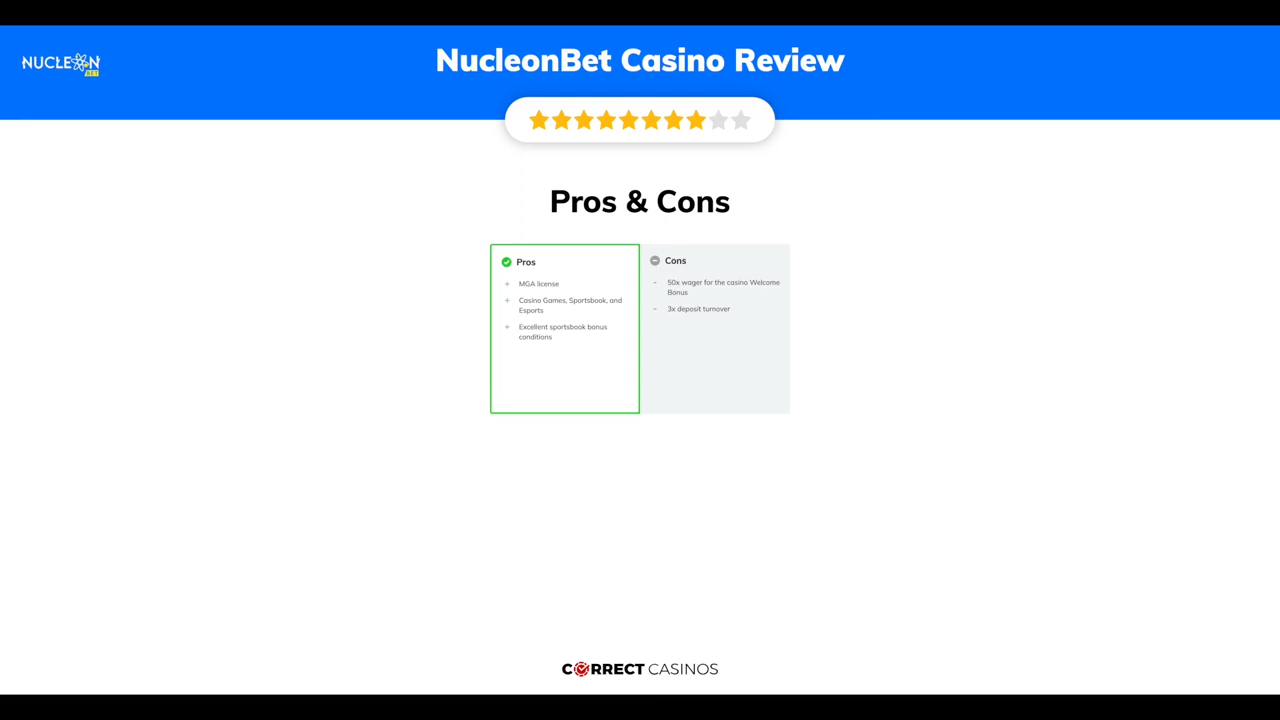 NUCLEON
BET
NucleonBet Casino Review
Pros & Cons
Pros
+ MGA license
+ Casino Games, Sportsbook, and
Esports
+ Excellent sportsbook bonus
conditions
Cons
- 50x wager for the casino Welcome
Bonus
- 3x deposit turnover
CORRECT CASINOS